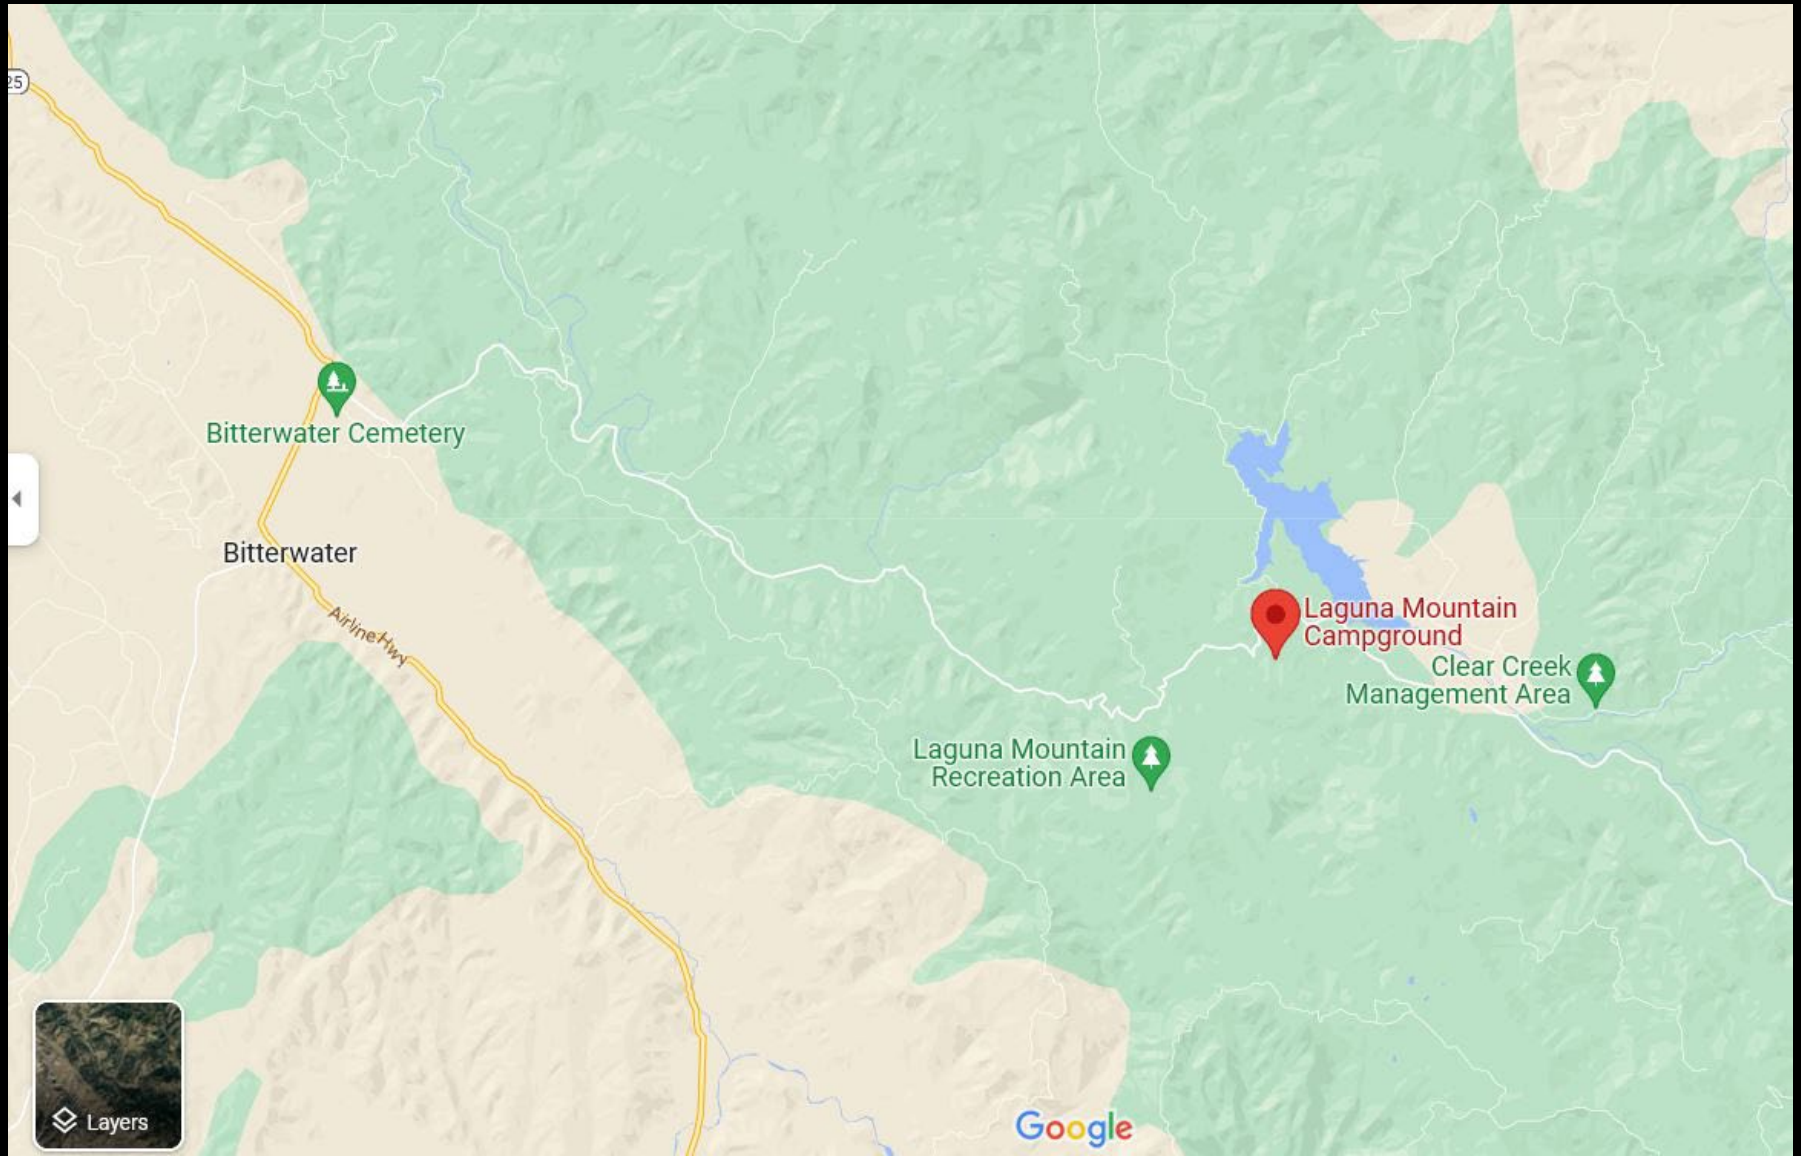 25
Bitterwater Cemetery
Bitterwater
Airline Hwy
Laguna Mountain
Campground
Clear Creek
Management Area
Laguna Mountain
Recreation Area
Layers
Google